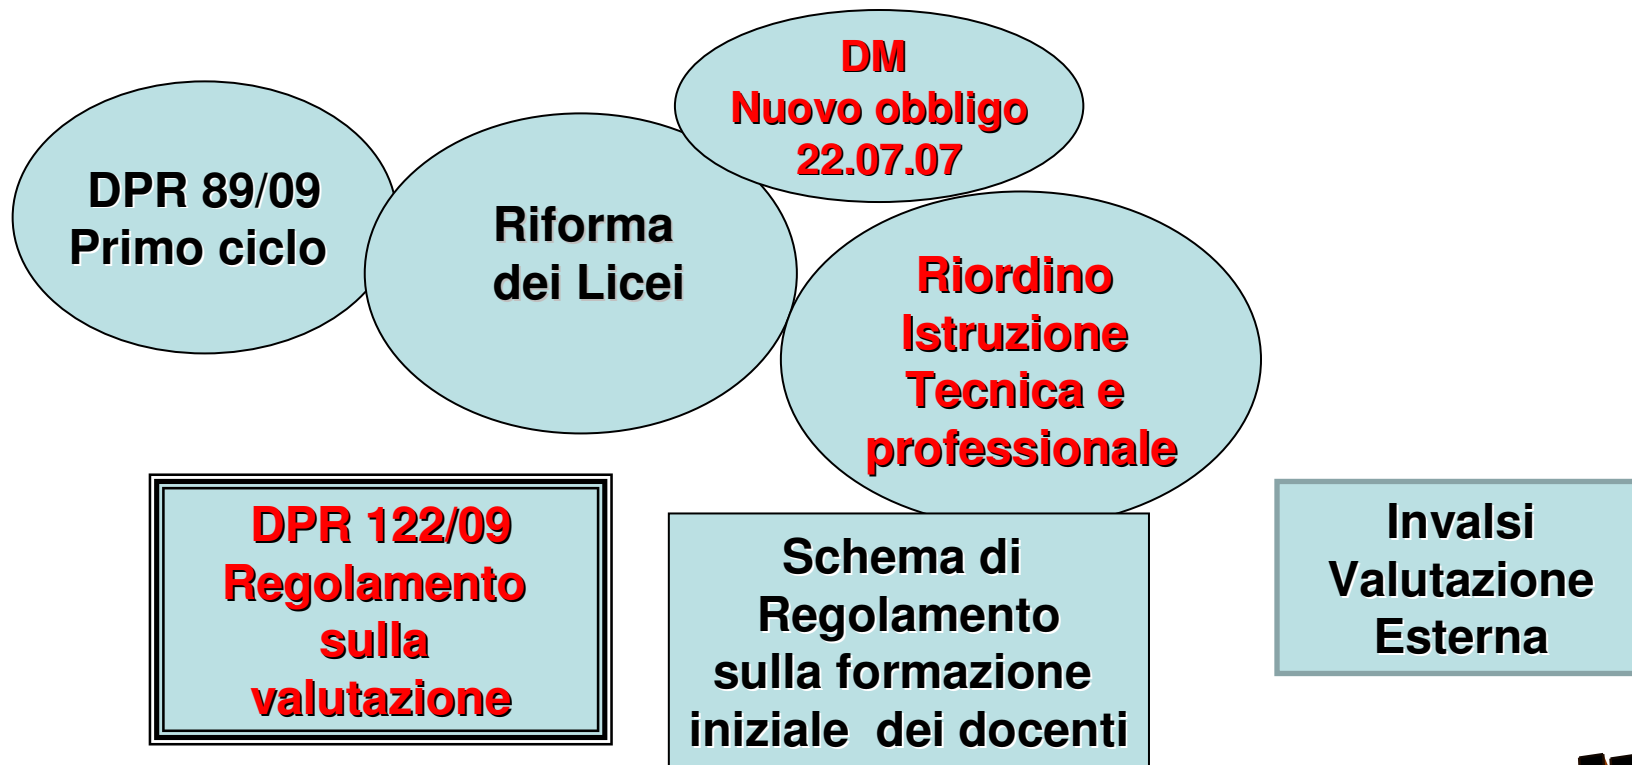 DM
Nuovo obbligo
22.07.07
DPR 89/09
Primo ciclo
Riforma
dei Licei
Riordino
Istruzione
Tecnica e
professionale
DPR 122/09
Regolamento
sulla
valutazione
Schema di
Regolamento
sulla formazione
iniziale dei docenti
Invalsi
Valutazione
Esterna